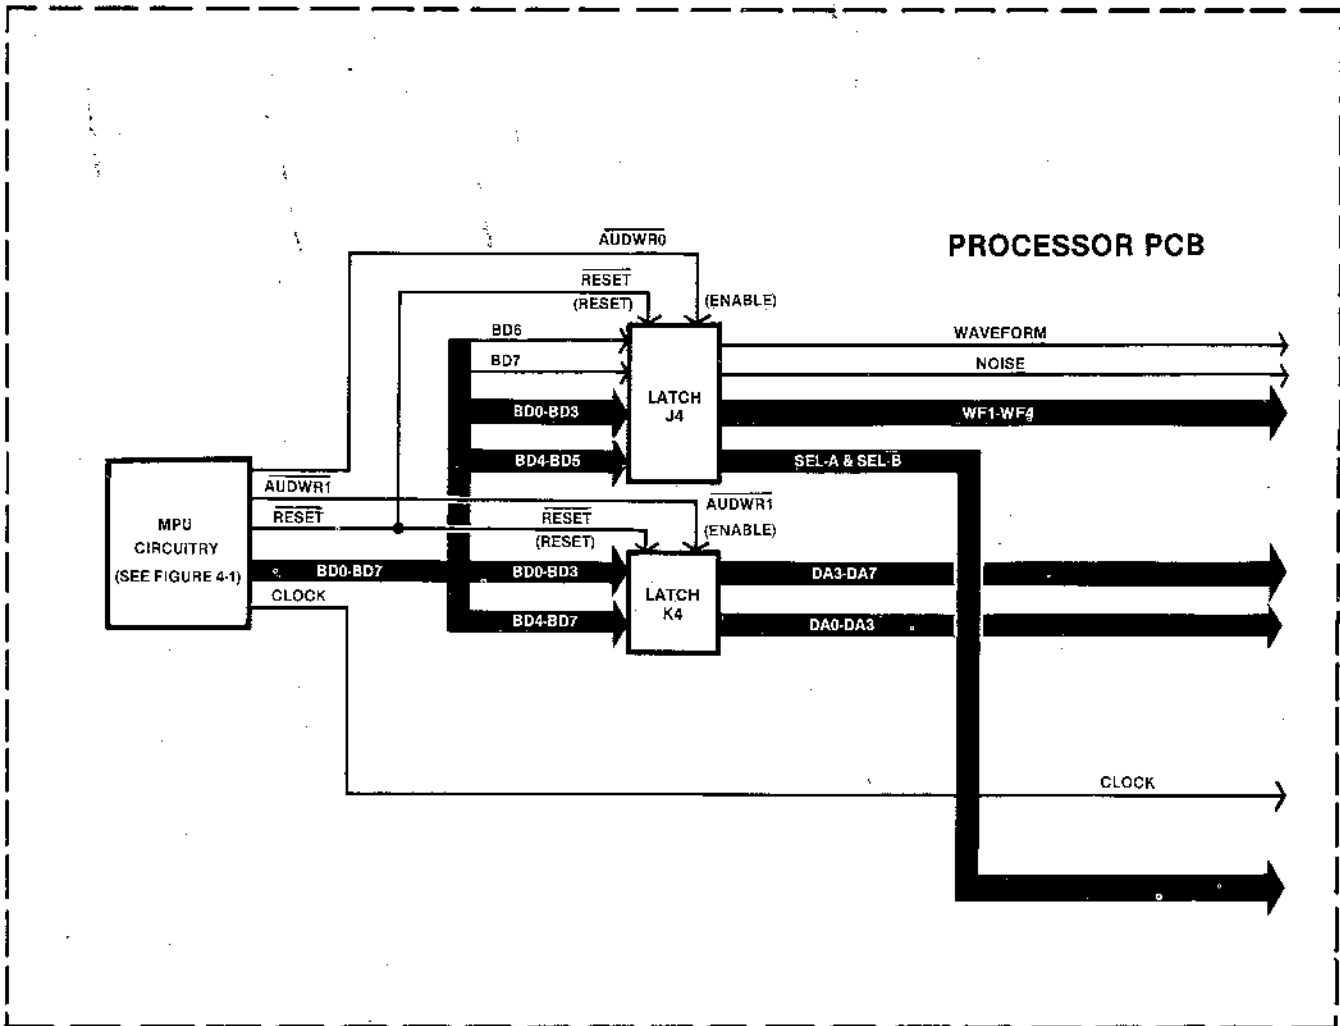 PROCESSOR PCB
AUDWR0
RESET
(RESET)
(ENABLE)
BD6
BD7
BD0-BD3
BD4-BD5
LATCH
J4
WAVEFORM
NOISE
WF1-WF4
SEL-A & SEL-B
MPU
CIRCUITRY
(SEE FIGURE 4-1)
AUDWR1
RESET
BD0-BD7
CLOCK
RESET
(RESET)
AUDWR1
(ENABLE)
BD0-BD3
BD4-BD7
LATCH
K4
DA3-DA7
DA0-DA3
CLOCK